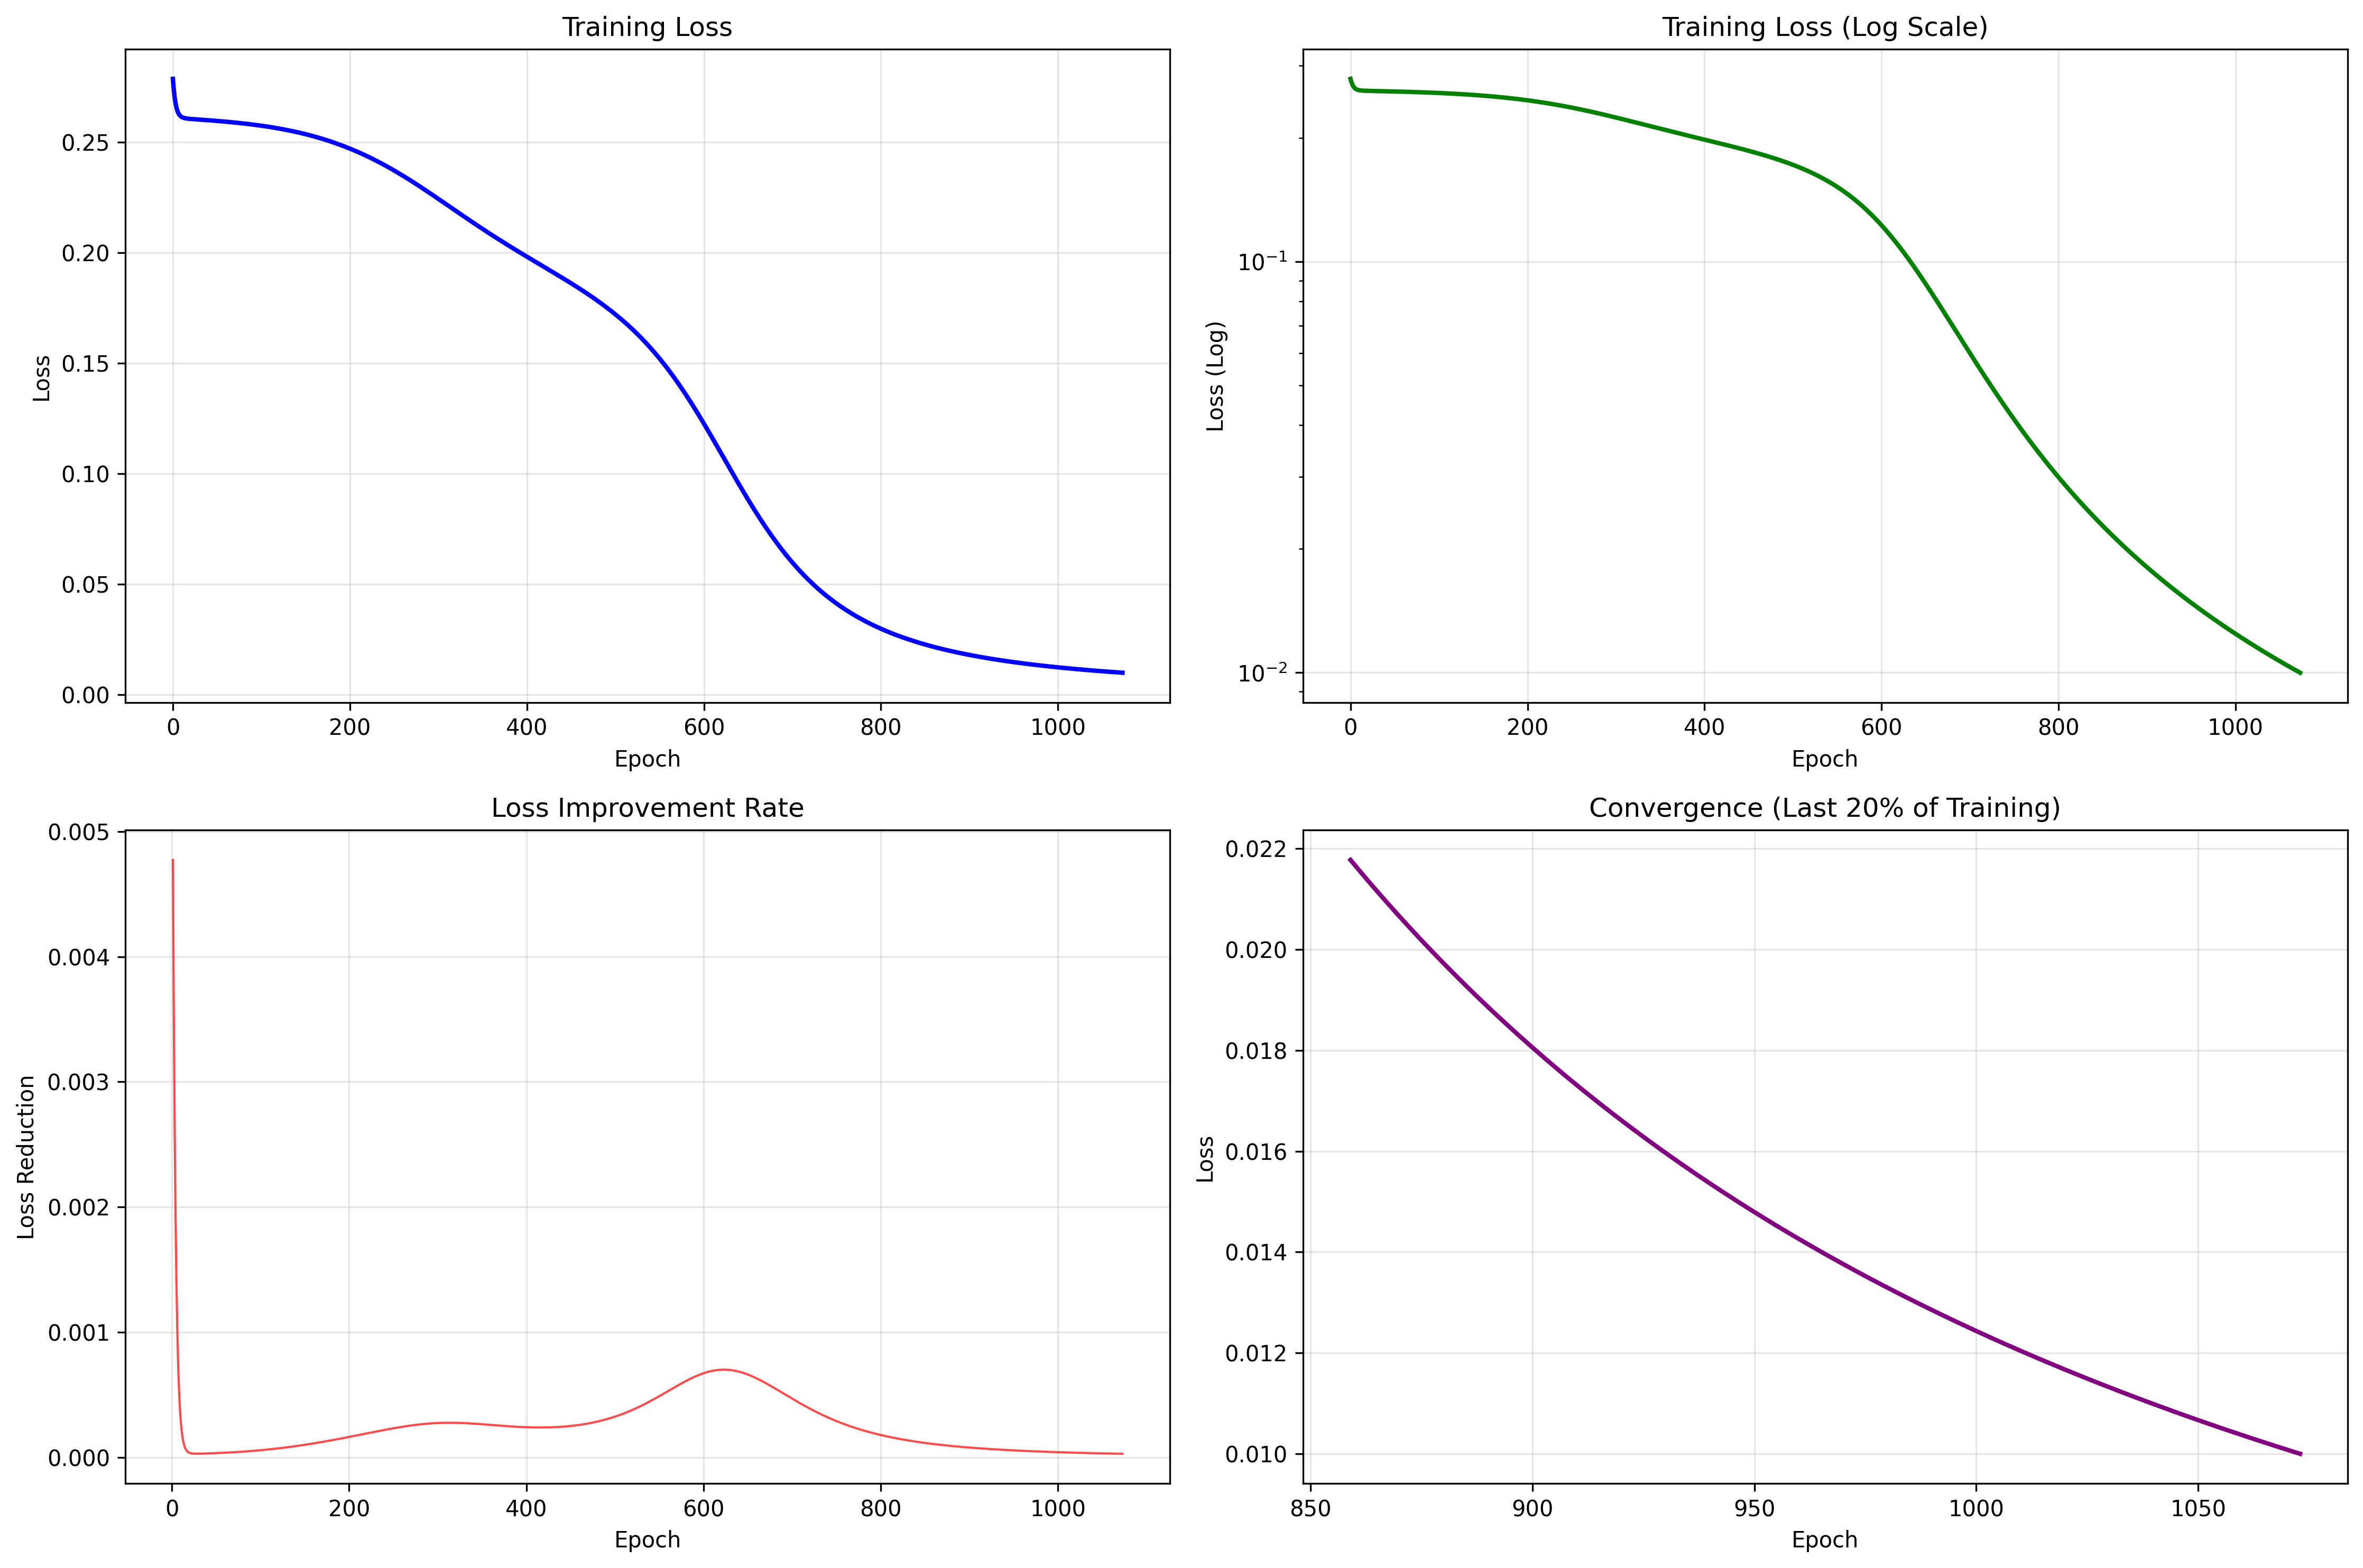 Training Loss
Loss
0.25
0.20
0.15
0.10
0.05
0.00
0 200 400 600 800 1000
Epoch
Training Loss (Log Scale)
Loss (Log)
10⁻¹
10⁻²
0 200 400 600 800 1000
Epoch
Loss Improvement Rate
Loss Reduction
0.005
0.004
0.003
0.002
0.001
0.000
0 200 400 600 800 1000
Epoch
Convergence (Last 20% of Training)
Loss
0.022
0.020
0.018
0.016
0.014
0.012
0.010
850 900 950 1000 1050
Epoch